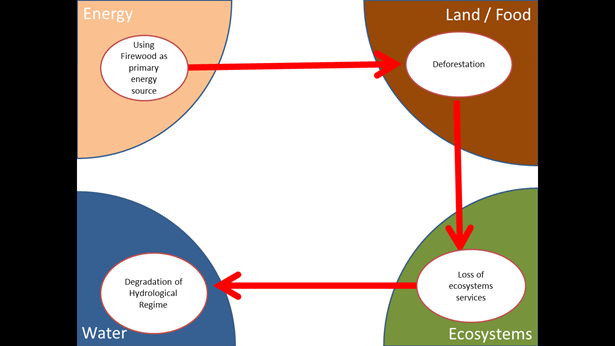 Energy
Land / Food
Using
Firewood as
primary
energy
source
Deforestation
Degradation of
Hydrological
Regime
Loss of
ecosystems
services
Water
Ecosystems